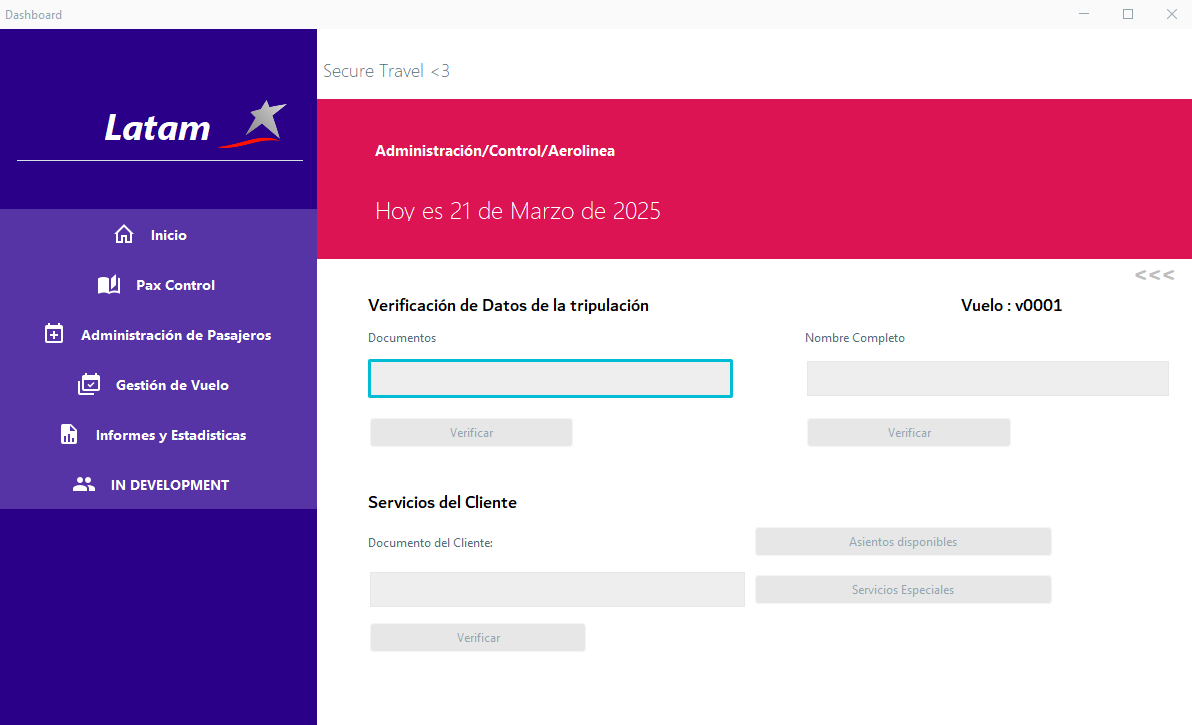 Dashboard
Secure Travel <3
Latam
Administración/Control/Aerolinea
Hoy es 21 de Marzo de 2025
Inicio
Pax Control
Administración de Pasajeros
Gestión de Vuelo
Informes y Estadisticas
IN DEVELOPMENT
<<<
Verificación de Datos de la tripulación
Vuelo : v0001
Documentos
Nombre Completo
Verificar
Verificar
Servicios del Cliente
Documento del Cliente:
Asientos disponibles
Servicios Especiales
Verificar